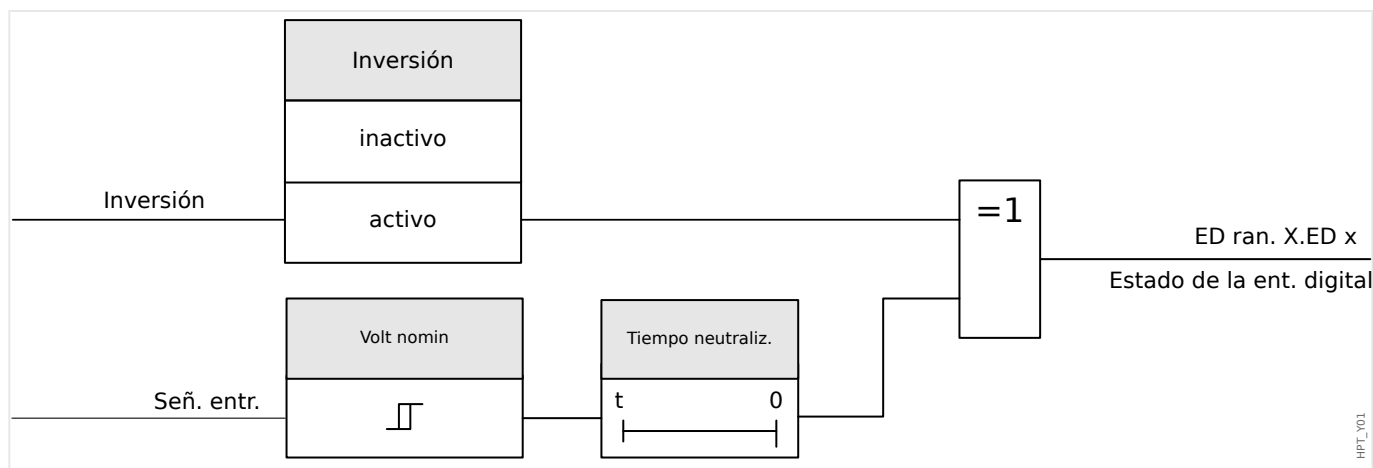 Inversión
inactivo
Inversión
activo
=1
ED ran. X.ED x
Estado de la ent. digital
Volt nomin
Tiempo neutraliz.
Señ. entr.
t 0
HPT_Y01